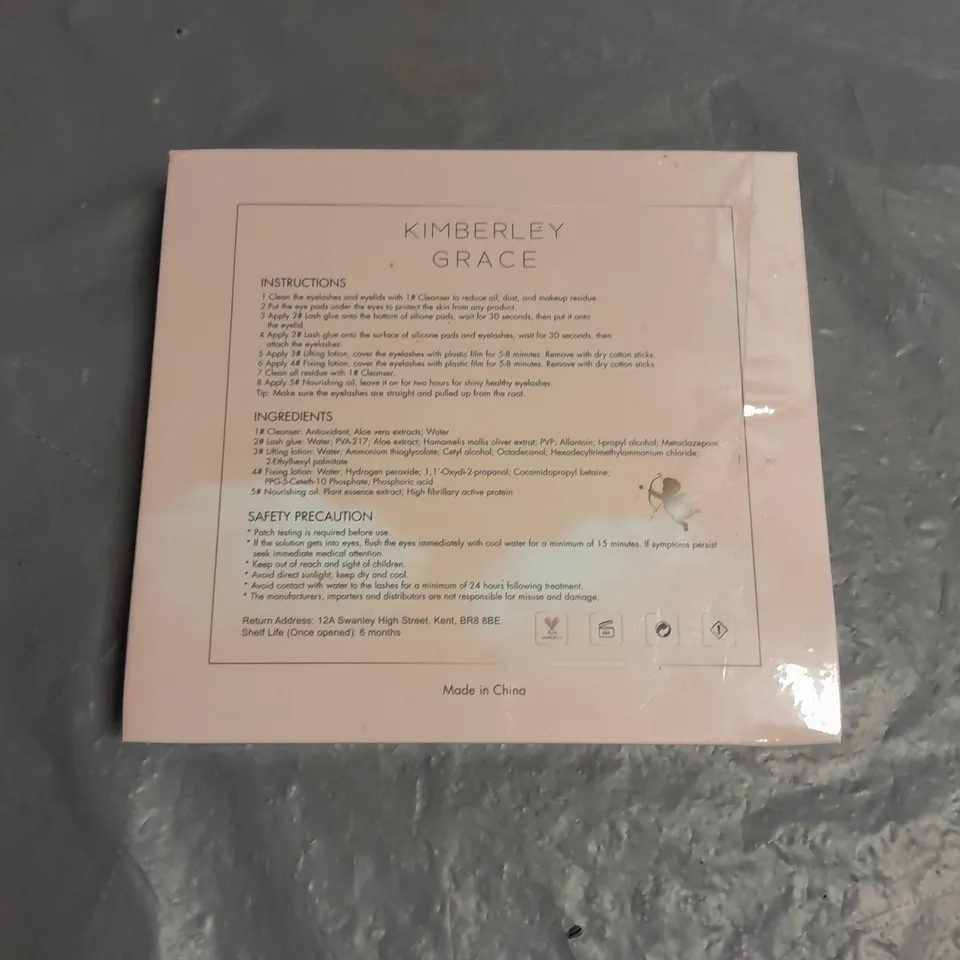 KIMBERLEY
GRACE
INSTRUCTIONS
1 Clean the eyelashes and eyelids with 1# Cleanser to reduce oil, dust, and makeup residue.
2 Put the eye pads under the eyes to protect the skin from any product.
3 Apply 2# Lash glue onto the bottom of silione pads, wait for 30 seconds, then put it onto
the eyelid.
4 Apply 2# Lash glue onto the surface of silicone pads and eyelashes, wait for 30 seconds, then
attach the eyelashes.
5 Apply 3# Lifting lotion, cover the eyelashes with plastic film for 5-8 minutes. Remove with dry cotton sticks.
6 Apply 4# Fixing lotion, cover the eyelashes with plastic film for 5-8 minutes. Remove with dry cotton sticks
7 Clean all residue with 1# Cleanser.
8 Apply 5# Nourishing oil, leave it on for two hours for shiny healthy eyelashes.
Tip: Make sure the eyelashes are straight and pulled up from the root.
INGREDIENTS
1# Cleanser: Antioxidant; Aloe vera extracts; Water
2# Lash glue: Water; PVA-217; Aloe extract; Hamamelis mollis oliver extrat; PVP; Allantoin; I-propyl alcohol; Metoclazepam
3# Lifting lotion: Water; Ammonium thioglycolate; Cetyl alcohol; Octadecanol; Hexadecyltrimethylammonium chloride;
2-Ethylhexyl palmitate
4# Fixing lotion: Water; Hydrogen peroxide; 1,1'-Oxydi-2-propanol; Cocamidopropyl betaine;
PPG-5-Ceteth-10 Phosphate; Phosphoric acid
5# Nourishing oil: Plant essence extract; High fibrillary active protein
SAFETY PRECAUTION
* Patch testing is required before use.
* If the solution gets into eyes, flush the eyes immediately with cool water for a minimum of 15 minutes. If symptoms persist
seek immediate medical attention.
* Keep out of reach and sight of children.
* Avoid direct sunlight, keep dry and cool.
* Avoid contact with water to the lashes for a minimum of 24 hours following treatment.
* The manufacturers, importers and distributors are not responsible for misuse and damage.
Return Address: 12A Swanley High Street, Kent, BR8 8BE.
Shelf Life (Once opened): 6 months
Made in China